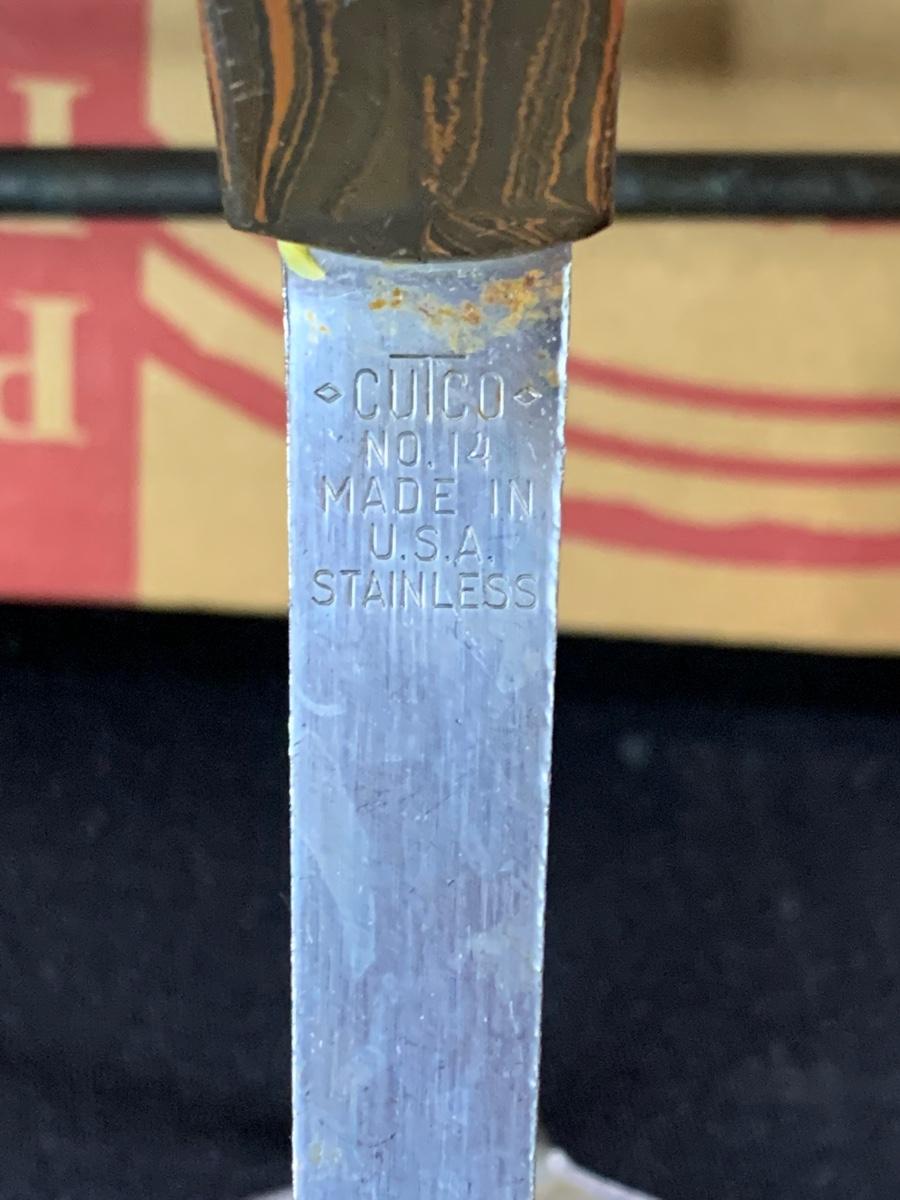 CUTCO
NO. 14
MADE IN
U.S.A.
STAINLESS